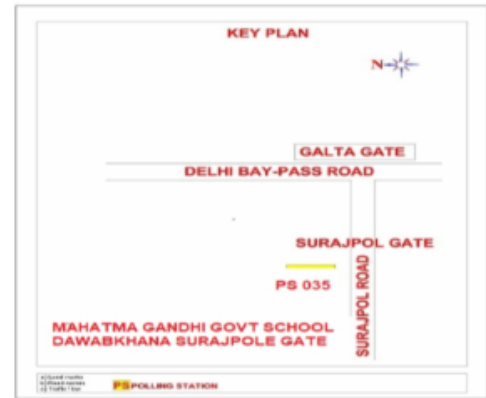 KEY PLAN
N
GALTA GATE
DELHI BAY-PASS ROAD
SURAJPOL GATE
SURAJPOL ROAD
PS 035
MAHATMA GANDHI GOVT SCHOOL
DAWABKHANA SURAJPOLE GATE
PS POLLING STATION